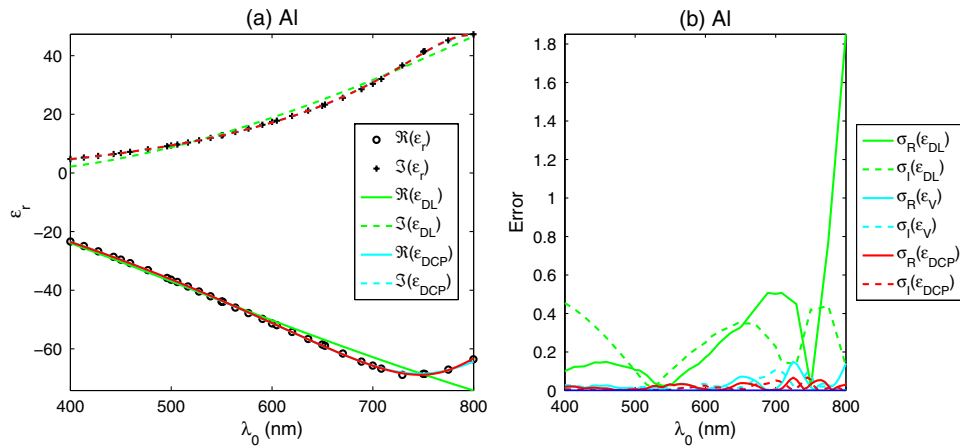 (a) Al
40
20
0
−20
−40
−60
400
500
600
700
800
ε_r
λ_0 (nm)
ℜ(ε_r)
ℑ(ε_r)
ℜ(ε_DL)
ℑ(ε_DL)
ℜ(ε_DCP)
ℑ(ε_DCP)
(b) Al
1.8
1.6
1.4
1.2
1
0.8
0.6
0.4
0.2
0
400
500
600
700
800
Error
λ_0 (nm)
σ_R(ε_DL)
σ_I(ε_DL)
σ_R(ε_V)
σ_I(ε_V)
σ_R(ε_DCP)
σ_I(ε_DCP)